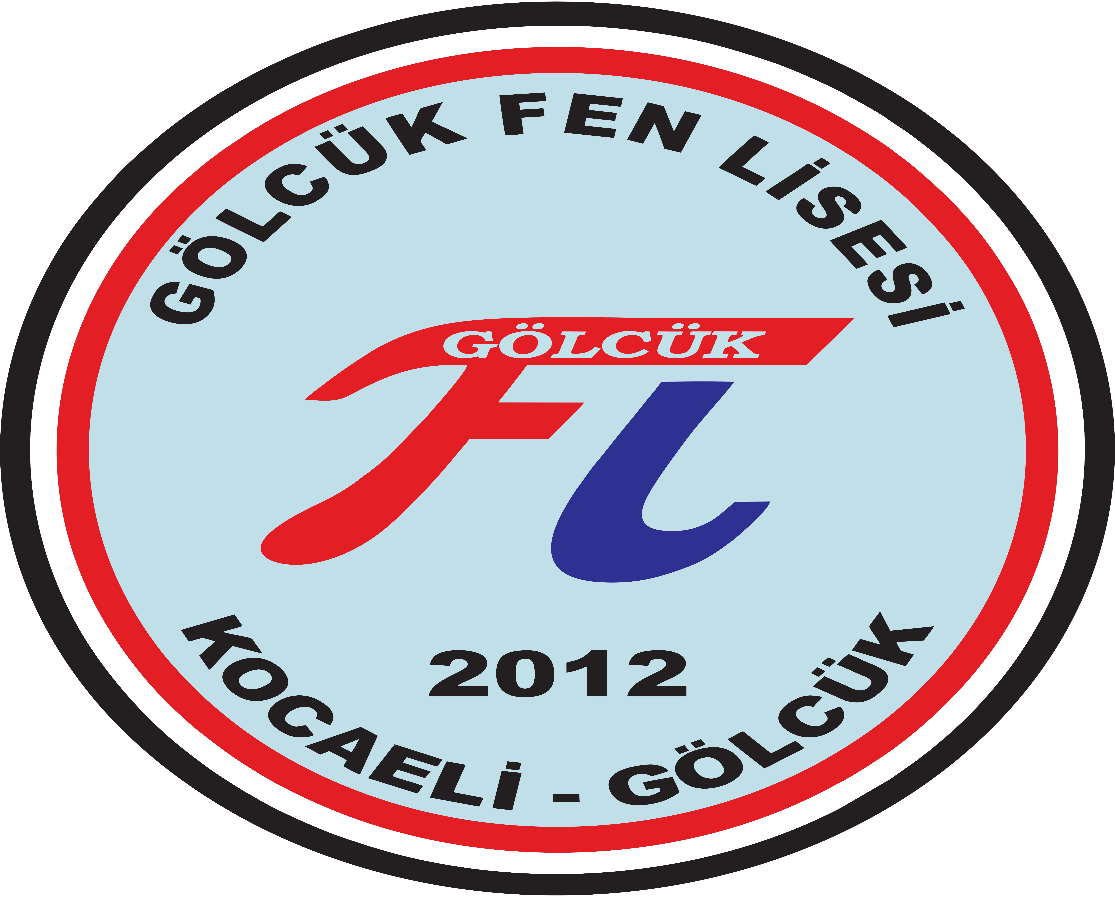 GÖLCÜK FEN LİSESİ
GÖLCÜK
FL
2012
KOCAELİ - GÖLCÜK